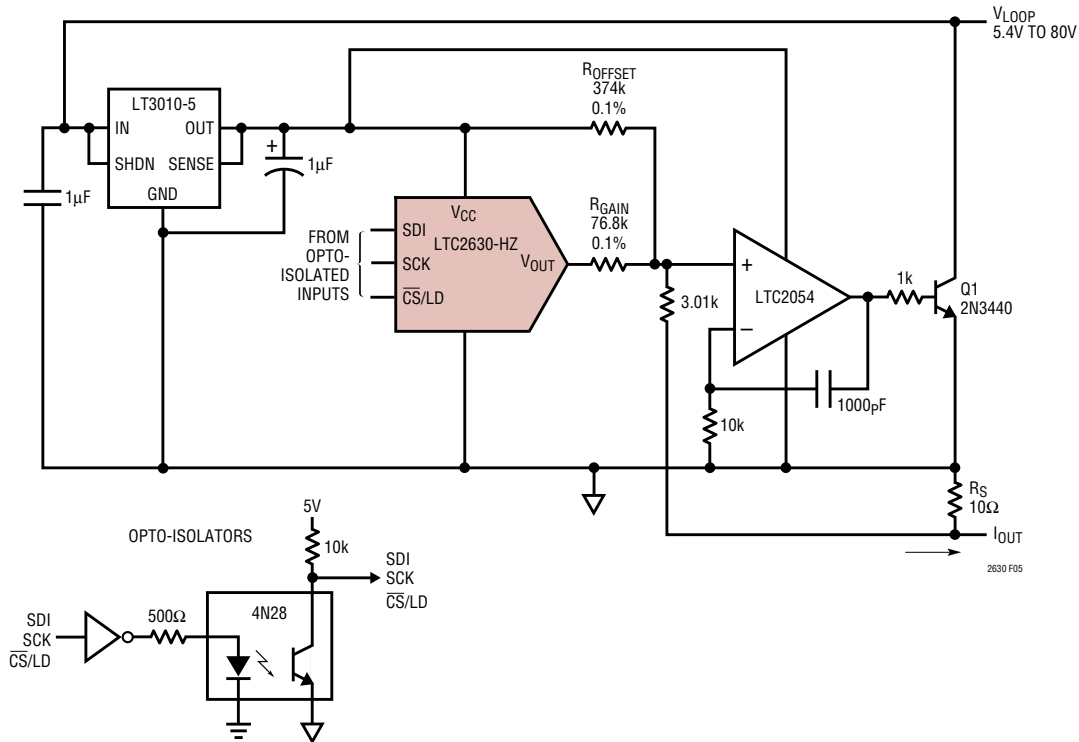 VLOOP
5.4V TO 80V
LT3010-5
IN
OUT
SHDN
SENSE
GND
1µF
+
1µF
ROFFSET
374k
0.1%
VCC
LTC2630-HZ
SDI
SCK
CS/LD
VOUT
FROM
OPTO-
ISOLATED
INPUTS
RGAIN
76.8k
0.1%
3.01k
+
LTC2054
–
1k
Q1
2N3440
1000pF
10k
RS
10Ω
IOUT
2630 F05
OPTO-ISOLATORS
5V
10k
SDI
SCK
CS/LD
4N28
500Ω
SDI
SCK
CS/LD